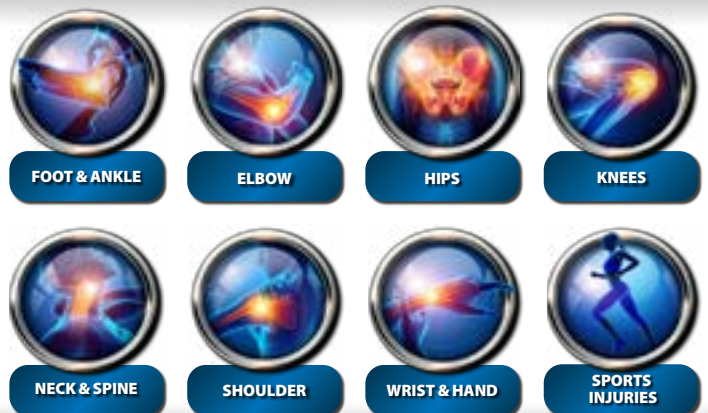 FOOT & ANKLE
ELBOW
HIPS
KNEES
NECK & SPINE
SHOULDER
WRIST & HAND
SPORTS
INJURIES